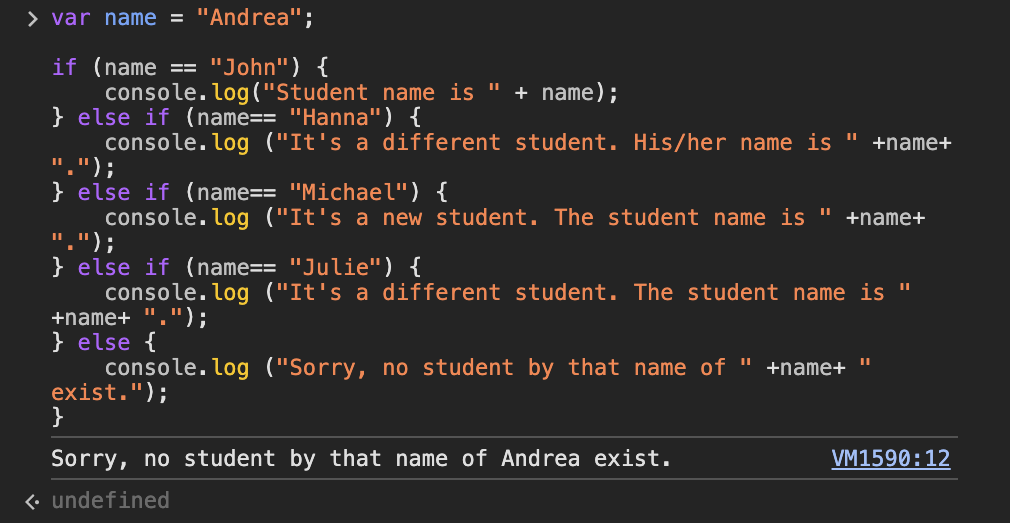 var name = "Andrea";
if (name == "John") {
    console.log("Student name is " + name);
} else if (name== "Hanna") {
    console.log ("It's a different student. His/her name is " +name+
".");
} else if (name== "Michael") {
    console.log ("It's a new student. The student name is " +name+
".");
} else if (name== "Julie") {
    console.log ("It's a different student. The student name is "
+name+ ".");
} else {
    console.log ("Sorry, no student by that name of " +name+ "
exist.");
}
Sorry, no student by that name of Andrea exist. VM1590:12
undefined